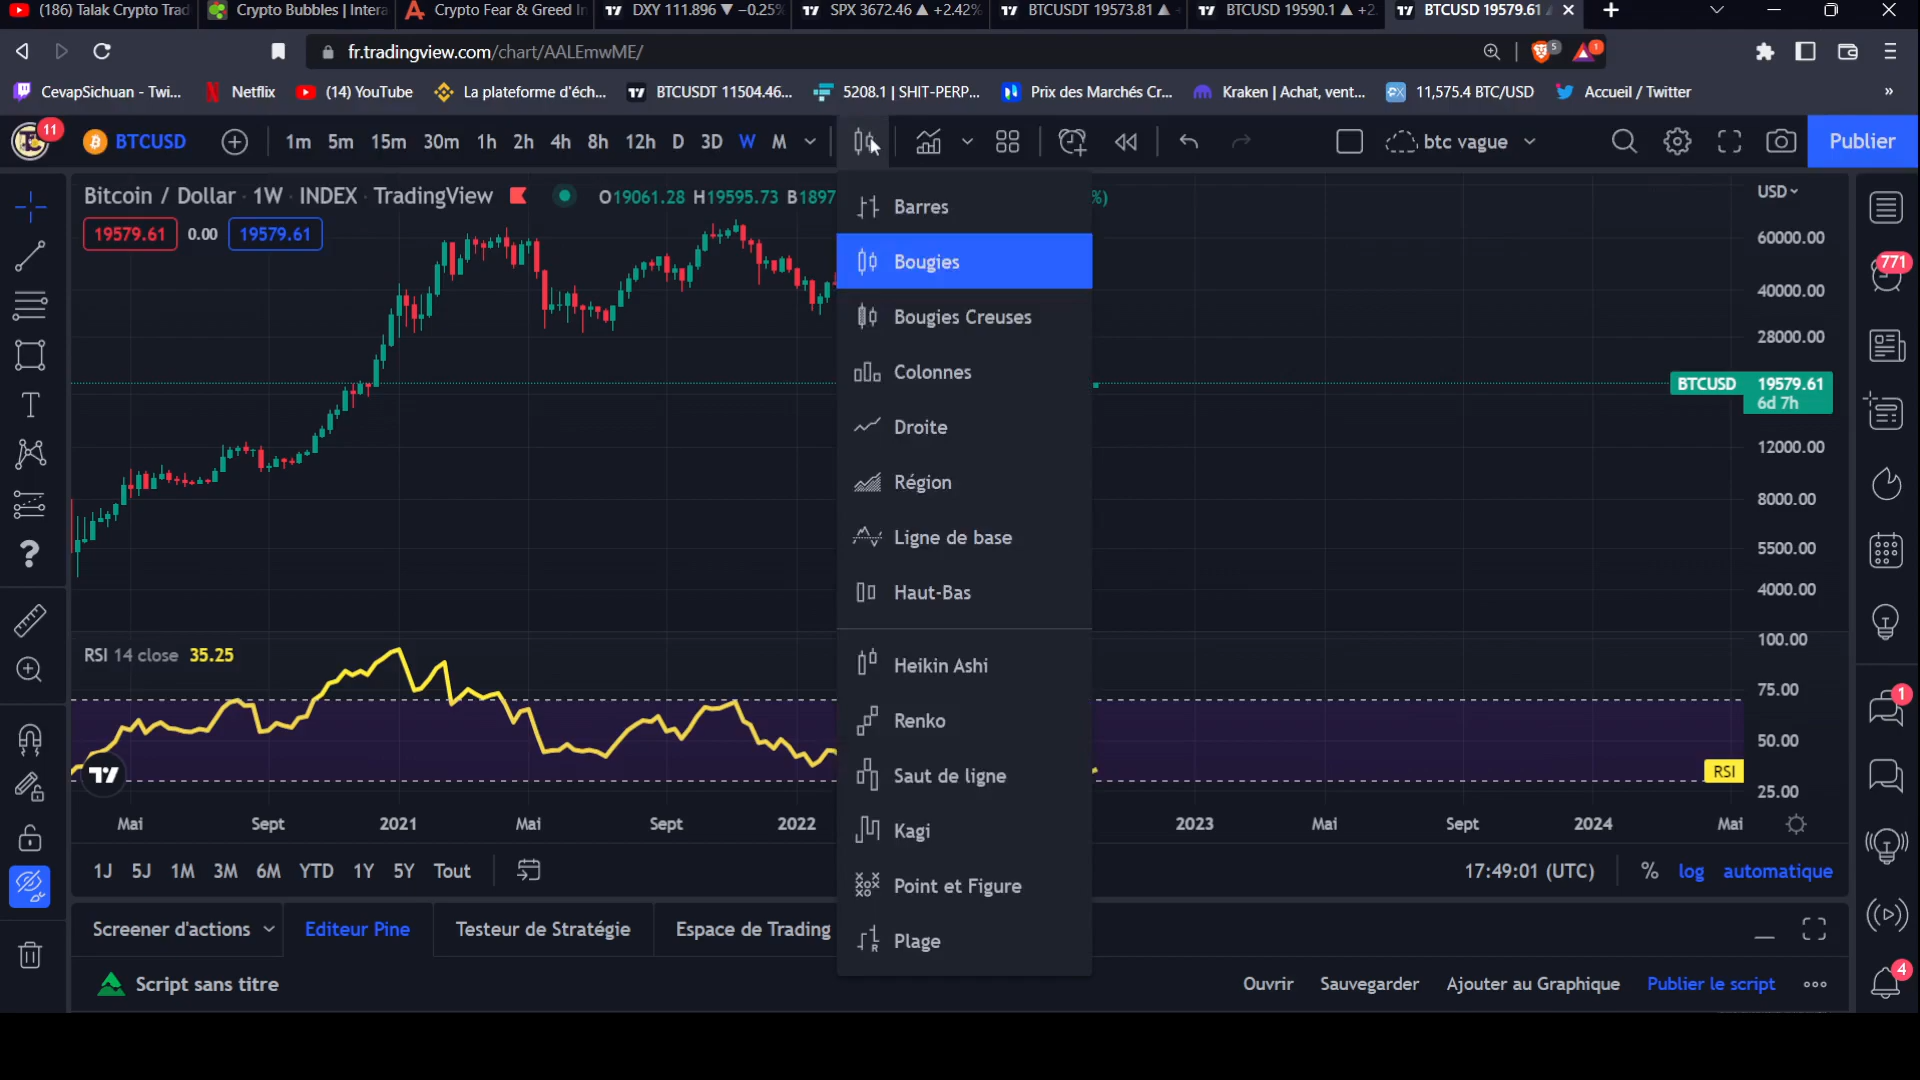 (186) Talak Crypto Trad
Crypto Bubbles | Intera
Crypto Fear & Greed In
DXY 111.896 ▼ −0.25%
SPX 3672.46 ▲ +2.42%
BTCUSDT 19573.81 ▲
BTCUSD 19590.1 ▲ +2.
BTCUSD 19579.61
fr.tradingview.com/chart/AALEmwME/
5
1
CevapSichuan - Twi...
Netflix
(14) YouTube
La plateforme d'éch...
BTCUSDT 11504.46...
5208.1 | SHIT-PERP...
Prix des Marchés Cr...
Kraken | Achat, vent...
11,575.4 BTC/USD
Accueil / Twitter
»
11
BTCUSD
1m 5m 15m 30m 1h 2h 4h 8h 12h D 3D W M
btc vague
Publier
Bitcoin / Dollar · 1W · INDEX · TradingView
O19061.28 H19595.73 B1897
%)
19579.61 0.00 19579.61
USD
60000.00
40000.00
28000.00
BTCUSD 19579.61
6d 7h
12000.00
8000.00
5500.00
4000.00
Barres
Bougies
Bougies Creuses
Colonnes
Droite
Région
Ligne de base
Haut-Bas
Heikin Ashi
Renko
Saut de ligne
Kagi
Point et Figure
Plage
T
?
771
1
4
RSI 14 close 35.25
100.00
75.00
50.00
RSI
25.00
Mai Sept 2021 Mai Sept 2022 2023 Mai Sept 2024 Mai
1J 5J 1M 3M 6M YTD 1Y 5Y Tout
17:49:01 (UTC) % log automatique
Screener d'actions
Editeur Pine
Testeur de Stratégie
Espace de Trading
Script sans titre
Ouvrir
Sauvegarder
Ajouter au Graphique
Publier le script